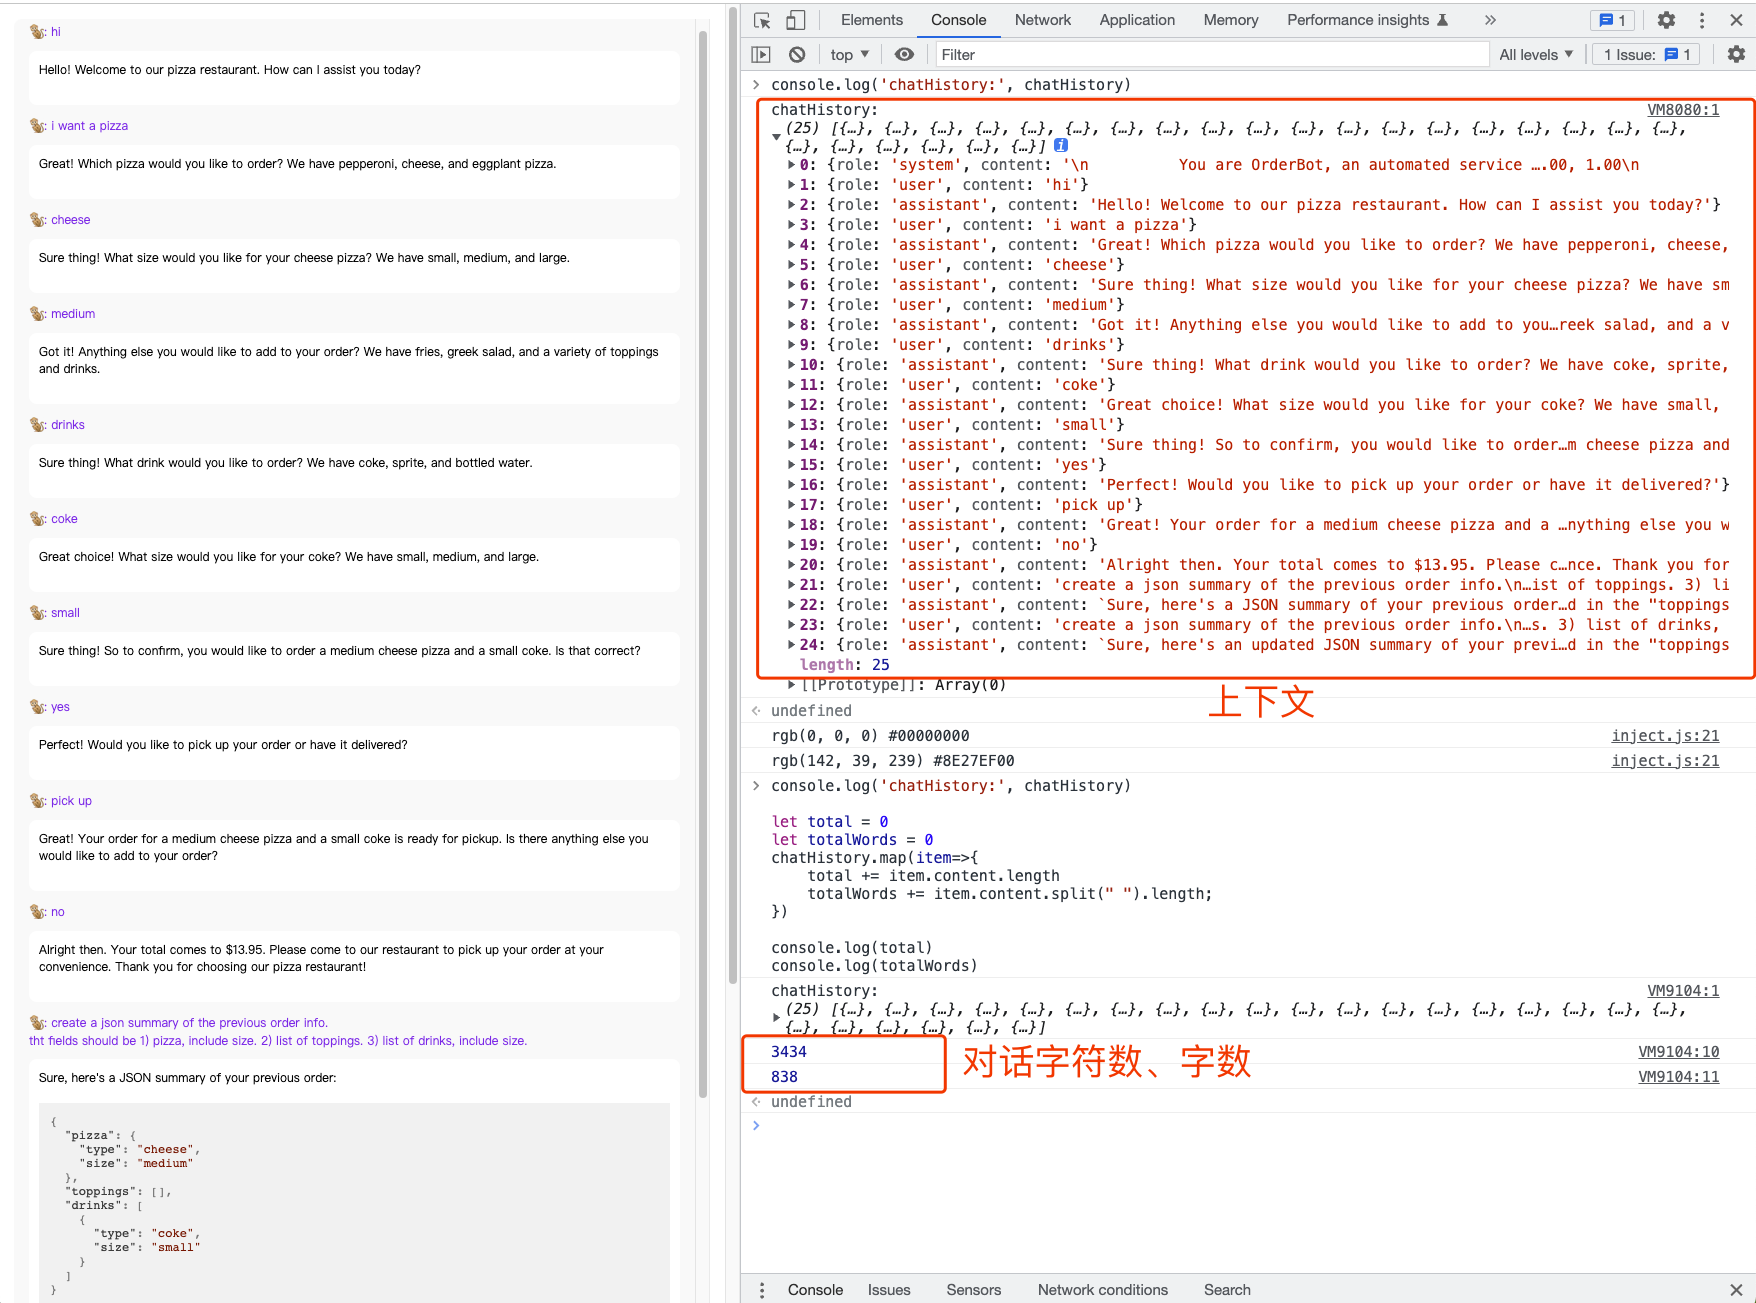 : hi
Hello! Welcome to our pizza restaurant. How can I assist you today?
: i want a pizza
Great! Which pizza would you like to order? We have pepperoni, cheese, and eggplant pizza.
: cheese
Sure thing! What size would you like for your cheese pizza? We have small, medium, and large.
: medium
Got it! Anything else you would like to add to your order? We have fries, greek salad, and a variety of toppings
and drinks.
: drinks
Sure thing! What drink would you like to order? We have coke, sprite, and bottled water.
: coke
Great choice! What size would you like for your coke? We have small, medium, and large.
: small
Sure thing! So to confirm, you would like to order a medium cheese pizza and a small coke. Is that correct?
: yes
Perfect! Would you like to pick up your order or have it delivered?
: pick up
Great! Your order for a medium cheese pizza and a small coke is ready for pickup. Is there anything else you
would like to add to your order?
: no
Alright then. Your total comes to $13.95. Please come to our restaurant to pick up your order at your
convenience. Thank you for choosing our pizza restaurant!
: create a json summary of the previous order info.
tht fields should be 1) pizza, include size. 2) list of toppings. 3) list of drinks, include size.
Sure, here's a JSON summary of your previous order:
{
"pizza": {
"type": "cheese",
"size": "medium"
},
"toppings": [],
"drinks": [
{
"type": "coke",
"size": "small"
}
]
}
Elements Console Network Application Memory Performance insights » 1
top Filter All levels 1 Issue: 1
> console.log('chatHistory:', chatHistory)
chatHistory: VM8080:1
(25) [{…}, {…}, {…}, {…}, {…}, {…}, {…}, {…}, {…}, {…}, {…}, {…}, {…}, {…}, {…}, {…}, {…}, {…}, {…},
{…}, {…}, {…}, {…}, {…}, {…}] i
0: {role: 'system', content: '\n          You are OrderBot, an automated service ….00, 1.00\n
1: {role: 'user', content: 'hi'}
2: {role: 'assistant', content: 'Hello! Welcome to our pizza restaurant. How can I assist you today?'}
3: {role: 'user', content: 'i want a pizza'}
4: {role: 'assistant', content: 'Great! Which pizza would you like to order? We have pepperoni, cheese,
5: {role: 'user', content: 'cheese'}
6: {role: 'assistant', content: 'Sure thing! What size would you like for your cheese pizza? We have sm
7: {role: 'user', content: 'medium'}
8: {role: 'assistant', content: 'Got it! Anything else you would like to add to you…reek salad, and a v
9: {role: 'user', content: 'drinks'}
10: {role: 'assistant', content: 'Sure thing! What drink would you like to order? We have coke, sprite,
11: {role: 'user', content: 'coke'}
12: {role: 'assistant', content: 'Great choice! What size would you like for your coke? We have small,
13: {role: 'user', content: 'small'}
14: {role: 'assistant', content: 'Sure thing! So to confirm, you would like to order…m cheese pizza and
15: {role: 'user', content: 'yes'}
16: {role: 'assistant', content: 'Perfect! Would you like to pick up your order or have it delivered?'}
17: {role: 'user', content: 'pick up'}
18: {role: 'assistant', content: 'Great! Your order for a medium cheese pizza and a …nything else you w
19: {role: 'user', content: 'no'}
20: {role: 'assistant', content: 'Alright then. Your total comes to $13.95. Please c…nce. Thank you for
21: {role: 'user', content: 'create a json summary of the previous order info.\n…ist of toppings. 3) li
22: {role: 'assistant', content: `Sure, here's a JSON summary of your previous order…d in the "toppings
23: {role: 'user', content: 'create a json summary of the previous order info.\n…s. 3) list of drinks,
24: {role: 'assistant', content: `Sure, here's an updated JSON summary of your previ…d in the "toppings
length: 25
[[Prototype]]: Array(0)
上下文
undefined
rgb(0, 0, 0) #00000000 inject.js:21
rgb(142, 39, 239) #8E27EF00 inject.js:21
> console.log('chatHistory:', chatHistory)
let total = 0
let totalWords = 0
chatHistory.map(item=>{
total += item.content.length
totalWords += item.content.split(" ").length;
})
console.log(total)
console.log(totalWords)
chatHistory: VM9104:1
(25) [{…}, {…}, {…}, {…}, {…}, {…}, {…}, {…}, {…}, {…}, {…}, {…}, {…}, {…}, {…}, {…}, {…}, {…}, {…},
{…}, {…}, {…}, {…}, {…}, {…}]
3434 VM9104:10
838 VM9104:11
对话字符数、字数
undefined
>
Console Issues Sensors Network conditions Search